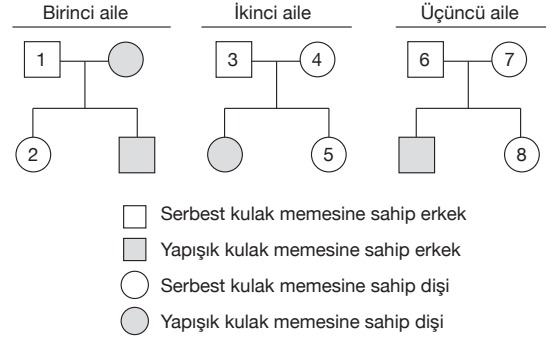 Birinci aile İkinci aile Üçüncü aile
1 3 4 6 7
2 5 8
Serbest kulak memesine sahip erkek
Yapışık kulak memesine sahip erkek
Serbest kulak memesine sahip dişi
Yapışık kulak memesine sahip dişi